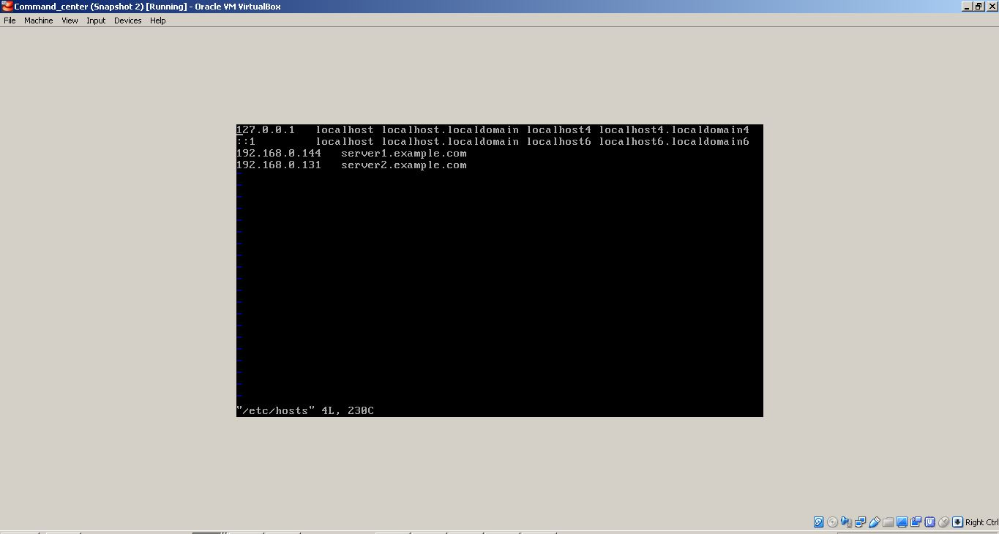 Command_center (Snapshot 2) [Running] - Oracle VM VirtualBox
File Machine View Input Devices Help
127.0.0.1   localhost localhost.localdomain localhost4 localhost4.localdomain4
::1         localhost localhost.localdomain localhost6 localhost6.localdomain6
192.168.0.144   server1.example.com
192.168.0.131   server2.example.com
"/etc/hosts" 4L, 230C
Right Ctrl